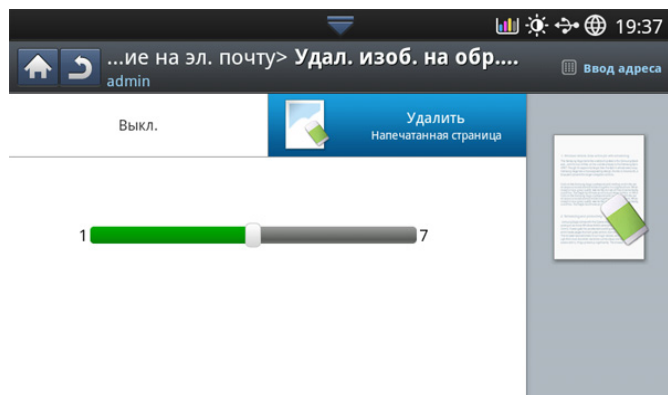 19:37
...ие на эл. почту> Удал. изоб. на обр....
admin
Ввод адреса
Выкл.
Удалить
Напечатанная страница
1 7